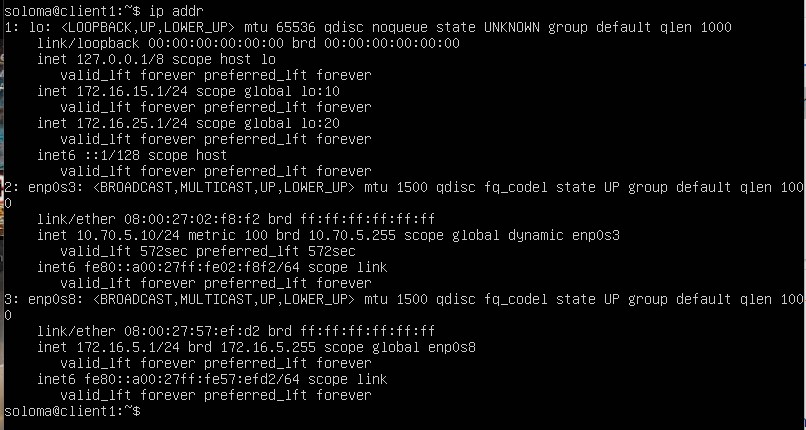 soloma@client1:~$ ip addr
1: lo: <LOOPBACK,UP,LOWER_UP> mtu 65536 qdisc noqueue state UNKNOWN group default qlen 1000
    link/loopback 00:00:00:00:00:00 brd 00:00:00:00:00:00
    inet 127.0.0.1/8 scope host lo
       valid_lft forever preferred_lft forever
    inet 172.16.15.1/24 scope global lo:10
       valid_lft forever preferred_lft forever
    inet 172.16.25.1/24 scope global lo:20
       valid_lft forever preferred_lft forever
    inet6 ::1/128 scope host
       valid_lft forever preferred_lft forever
2: enp0s3: <BROADCAST,MULTICAST,UP,LOWER_UP> mtu 1500 qdisc fq_codel state UP group default qlen 100
0
    link/ether 08:00:27:02:f8:f2 brd ff:ff:ff:ff:ff:ff
    inet 10.70.5.10/24 metric 100 brd 10.70.5.255 scope global dynamic enp0s3
       valid_lft 572sec preferred_lft 572sec
    inet6 fe80::a00:27ff:fe02:f8f2/64 scope link
       valid_lft forever preferred_lft forever
3: enp0s8: <BROADCAST,MULTICAST,UP,LOWER_UP> mtu 1500 qdisc fq_codel state UP group default qlen 100
0
    link/ether 08:00:27:57:ef:d2 brd ff:ff:ff:ff:ff:ff
    inet 172.16.5.1/24 brd 172.16.5.255 scope global enp0s8
       valid_lft forever preferred_lft forever
    inet6 fe80::a00:27ff:fe57:efd2/64 scope link
       valid_lft forever preferred_lft forever
soloma@client1:~$